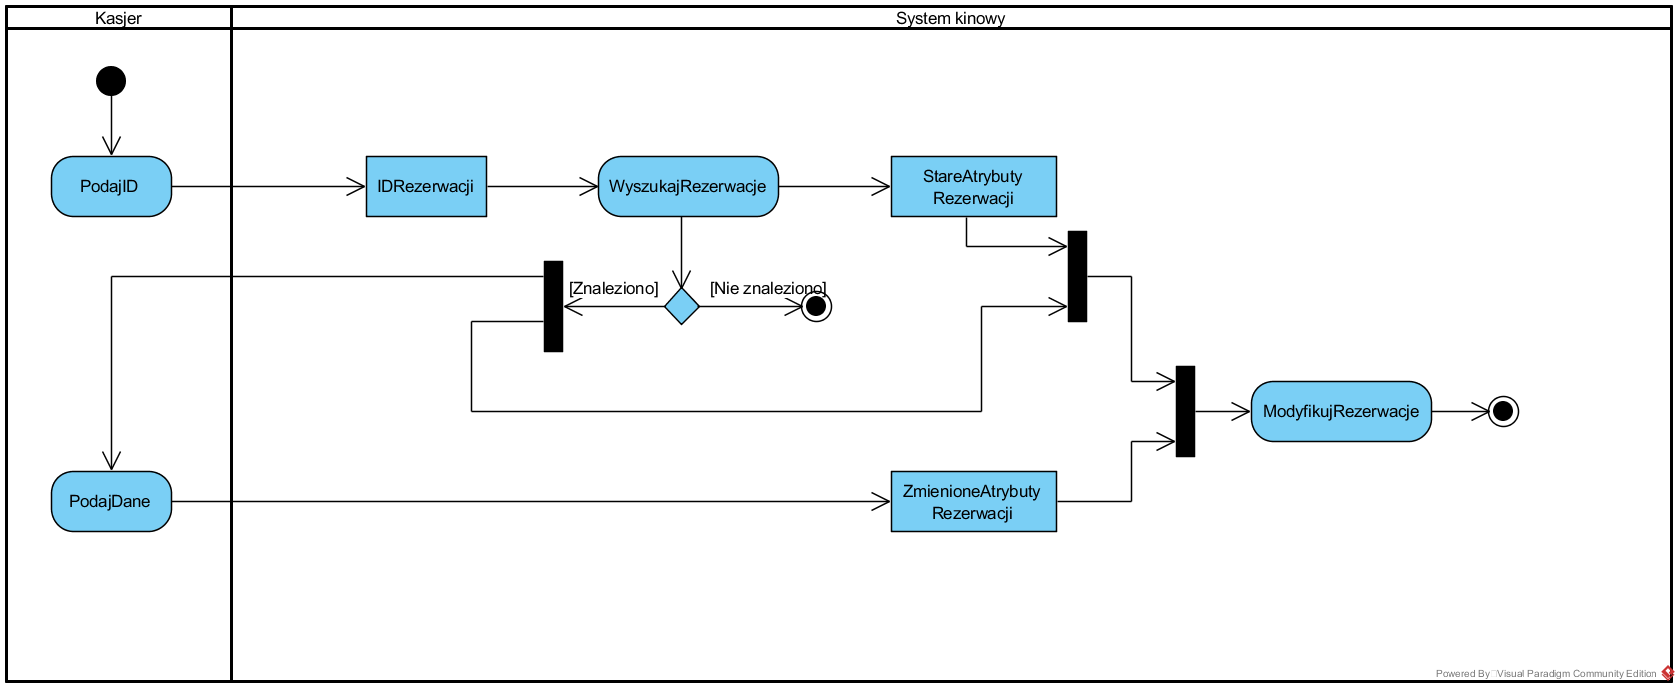 Kasjer
System kinowy
PodajID
IDRezerwacji
WyszukajRezerwacje
StareAtrybuty
Rezerwacji
[Znaleziono]
[Nie znaleziono]
ModyfikujRezerwacje
PodajDane
ZmienioneAtrybuty
Rezerwacji
Powered By Visual Paradigm Community Edition